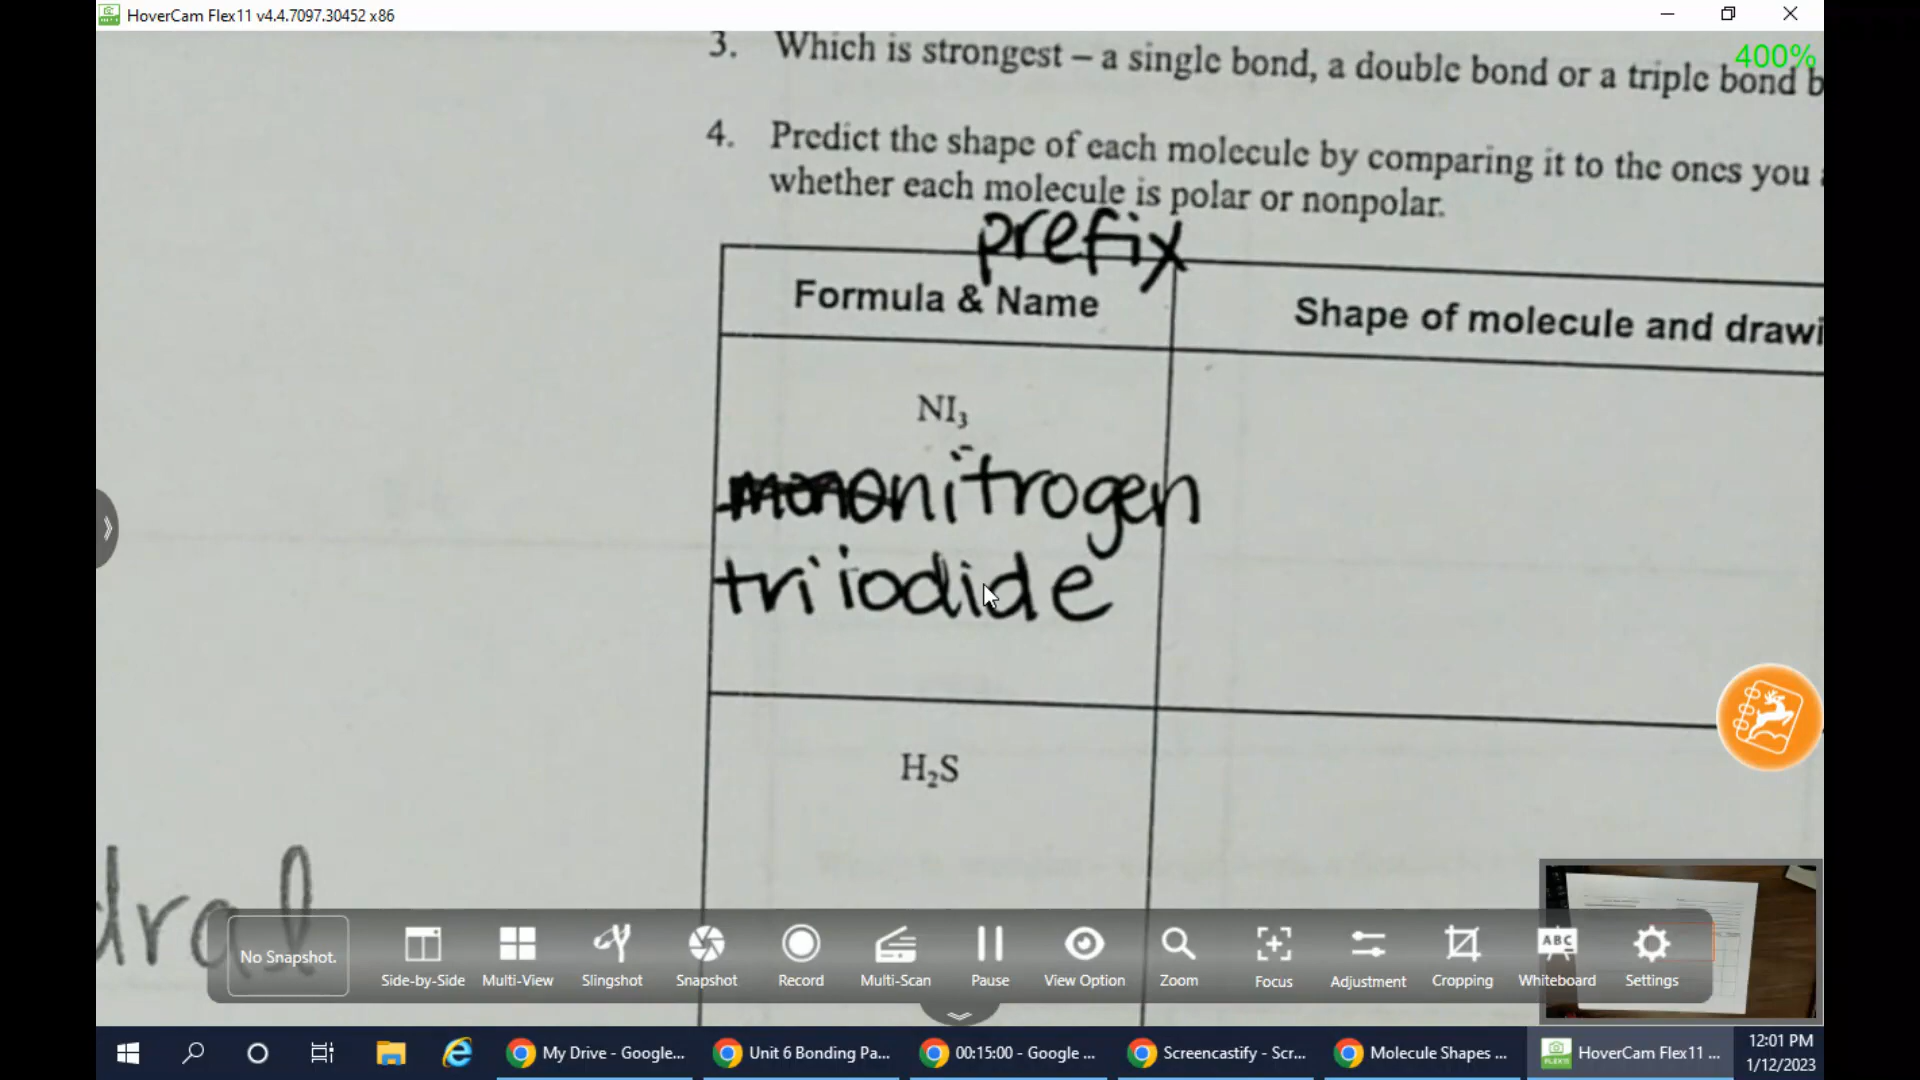 HoverCam Flex11 v4.4.7097.30452 x86
400%
3. Which is strongest – a single bond, a double bond or a triple bond b
4. Predict the shape of each molecule by comparing it to the ones you
whether each molecule is polar or nonpolar.
prefix
Formula & Name
Shape of molecule and drawi
NI₃
mononitrogen
triiodide
H₂S
dral
No Snapshot.
Side-by-Side
Multi-View
Slingshot
Snapshot
Record
Multi-Scan
Pause
View Option
Zoom
Focus
Adjustment
Cropping
ABC
Whiteboard
Settings
My Drive - Google...
Unit 6 Bonding Pa...
00:15:00 - Google ...
Screencastify - Scr...
Molecule Shapes ...
FLEX11
HoverCam Flex11 ...
12:01 PM
1/12/2023